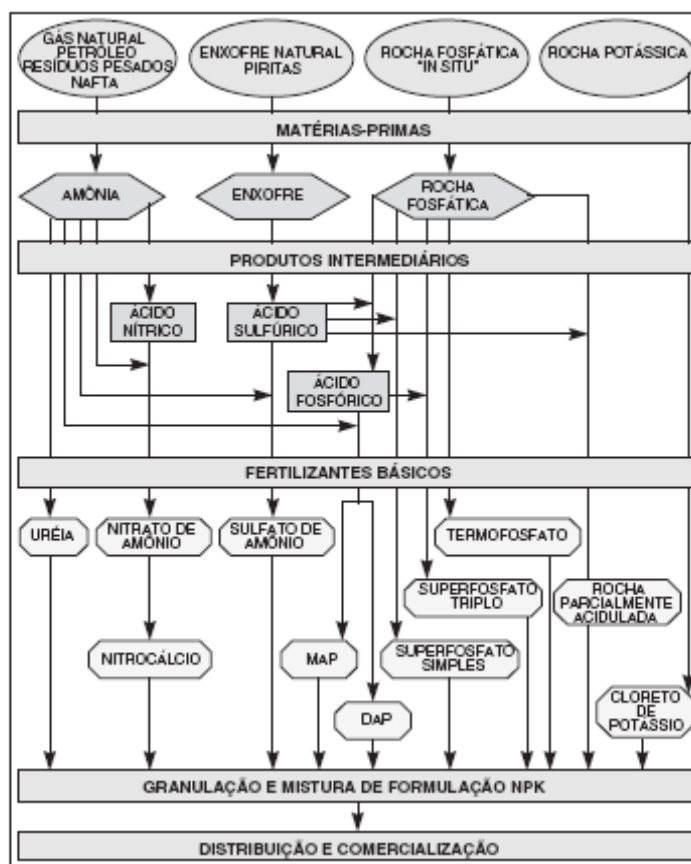 GÁS NATURAL
PETRÓLEO
RESÍDUOS PESADOS
NAFTA
ENXOFRE NATURAL
PIRITAS
ROCHA FOSFÁTICA
"IN SITU"
ROCHA POTÁSSICA
MATÉRIAS-PRIMAS
AMÔNIA
ENXOFRE
ROCHA
FOSFÁTICA
PRODUTOS INTERMEDIÁRIOS
ÁCIDO
NÍTRICO
ÁCIDO
SULFÚRICO
ÁCIDO
FOSFÓRICO
FERTILIZANTES BÁSICOS
URÉIA
NITRATO DE
AMÔNIO
SULFATO DE
AMÔNIO
TERMOFOSFATO
SUPERFOSFATO
TRIPLO
ROCHA
PARCIALMENTE
ACIDULADA
NITROCÁLCIO
MAP
SUPERFOSFATO
SIMPLES
DAP
CLORETO
DE
POTÁSSIO
GRANULAÇÃO E MISTURA DE FORMULAÇÃO NPK
DISTRIBUIÇÃO E COMERCIALIZAÇÃO